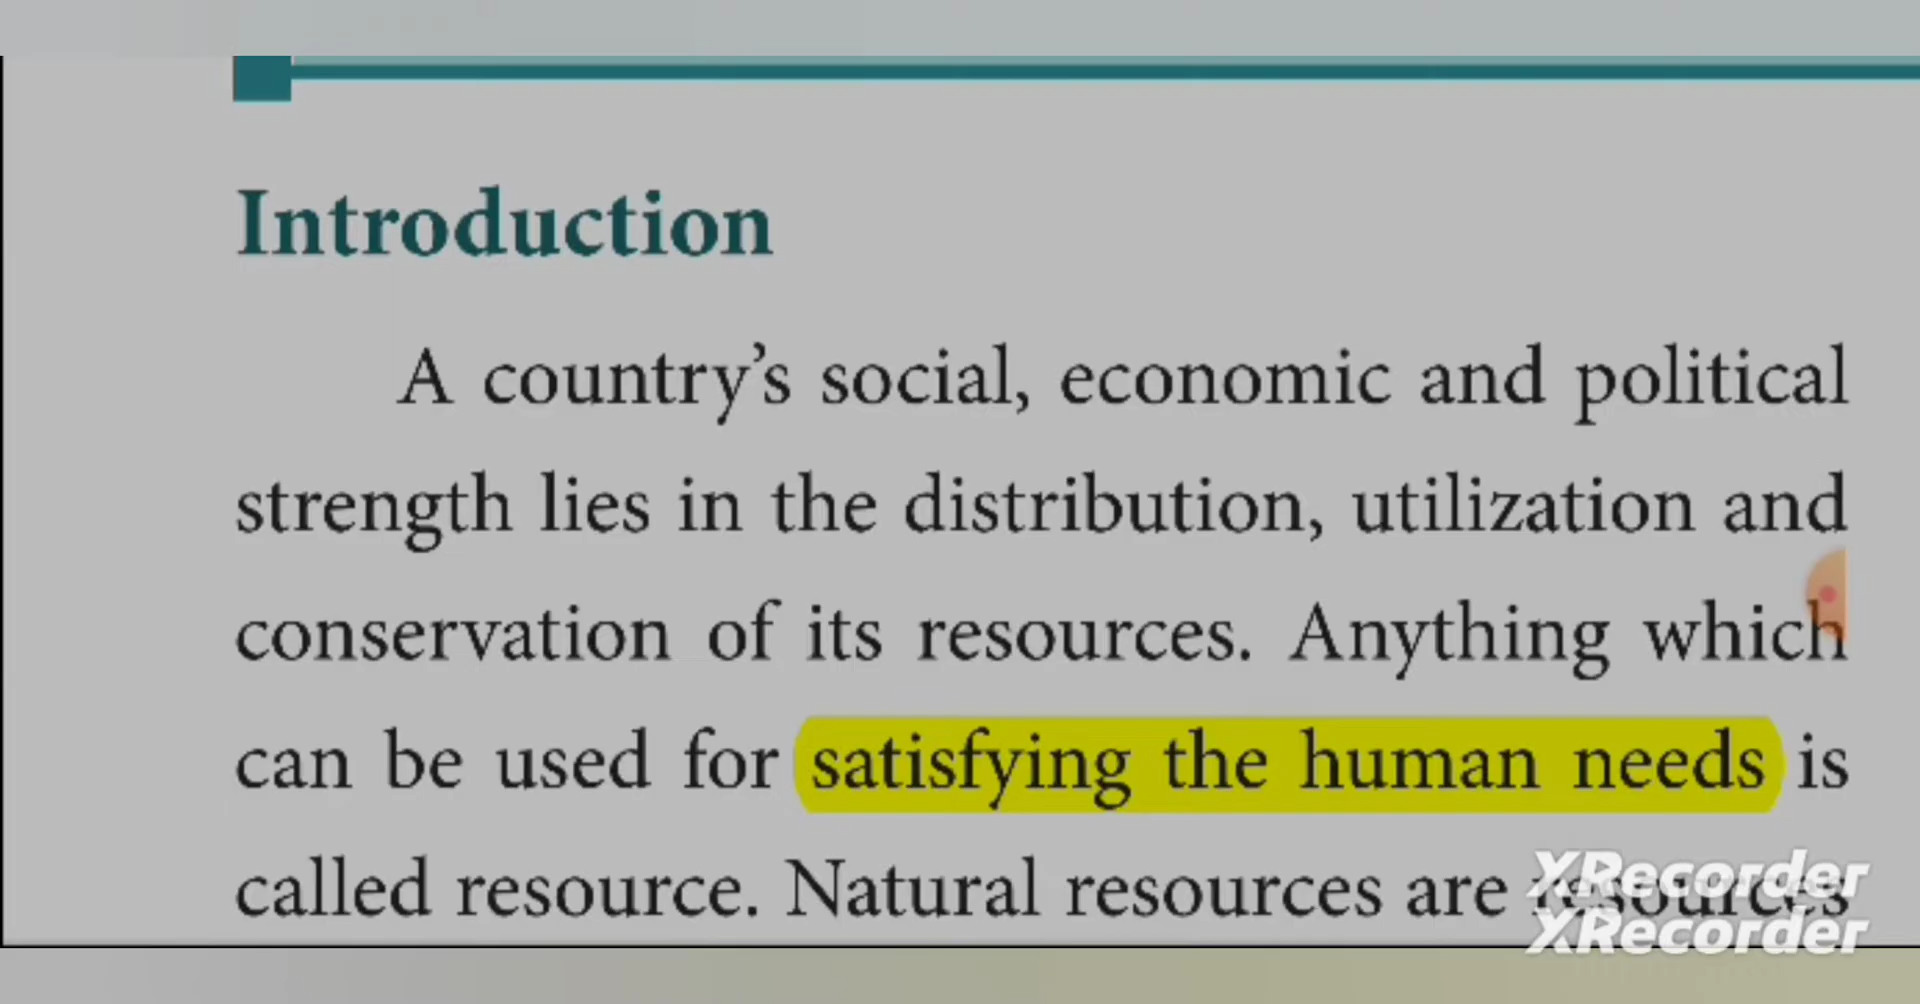 Introduction
A country’s social, economic and political
strength lies in the distribution, utilization and
conservation of its resources. Anything which
can be used for satisfying the human needs is
called resource. Natural resources are resources
XRecorder
XRecorder